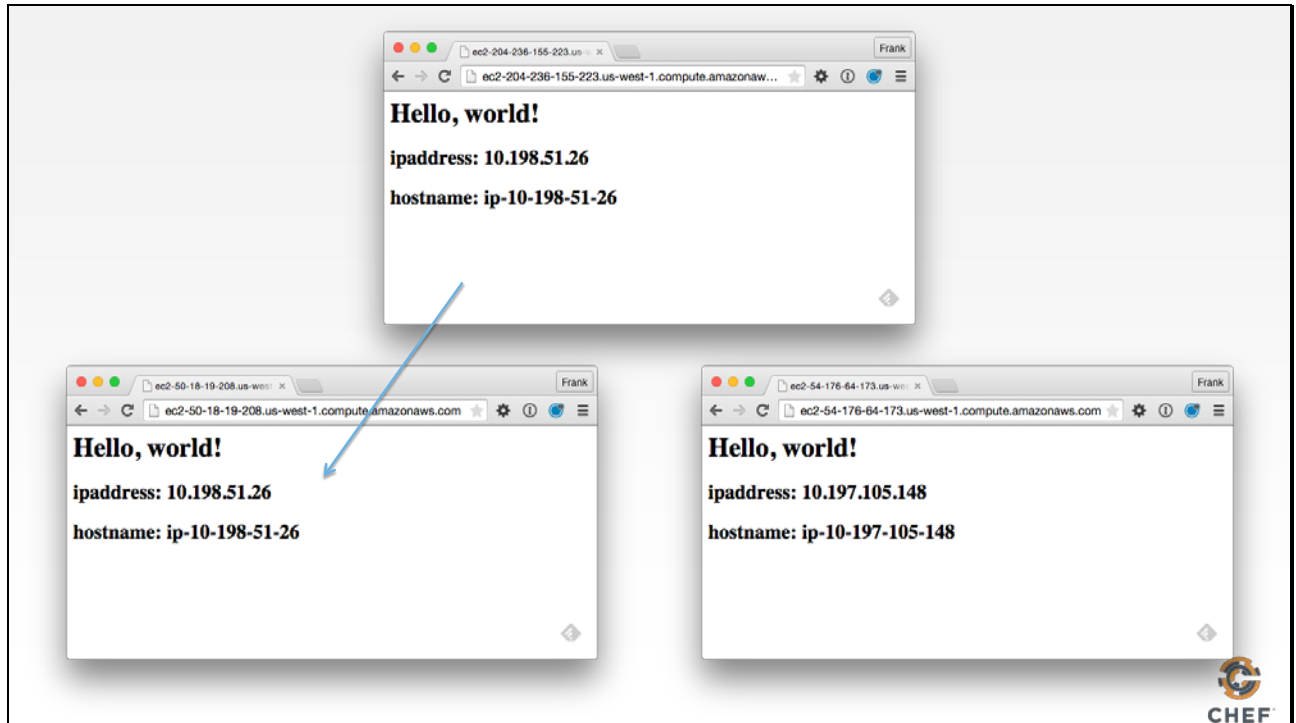 ec2-204-236-155-223.us-w
Frank
ec2-204-236-155-223.us-west-1.compute.amazonaw...
Hello, world!
ipaddress: 10.198.51.26
hostname: ip-10-198-51-26
ec2-50-18-19-208.us-west
Frank
ec2-50-18-19-208.us-west-1.compute.amazonaws.com
Hello, world!
ipaddress: 10.198.51.26
hostname: ip-10-198-51-26
ec2-54-176-64-173.us-wes
Frank
ec2-54-176-64-173.us-west-1.compute.amazonaws.com
Hello, world!
ipaddress: 10.197.105.148
hostname: ip-10-197-105-148
CHEF